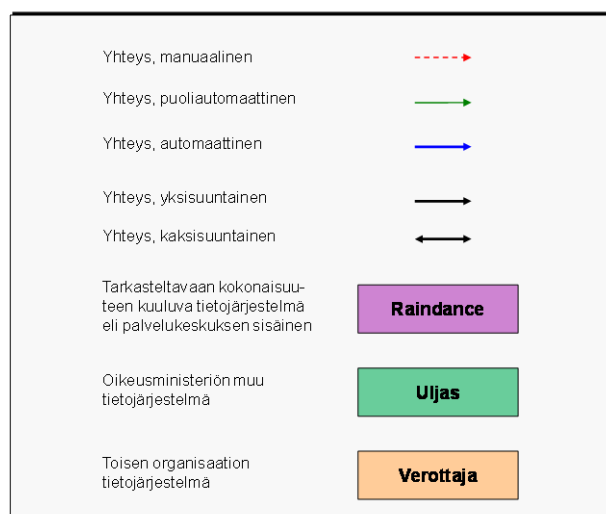 Yhteys, manuaalinen
Yhteys, puoliautomaattinen
Yhteys, automaattinen
Yhteys, yksisuuntainen
Yhteys, kaksisuuntainen
Tarkasteltavaan kokonaisuu-
teen kuuluva tietojärjestelmä
eli palvelukeskuksen sisäinen
Raindance
Oikeusministeriön muu
tietojärjestelmä
Uljas
Toisen organisaation
tietojärjestelmä
Verottaja